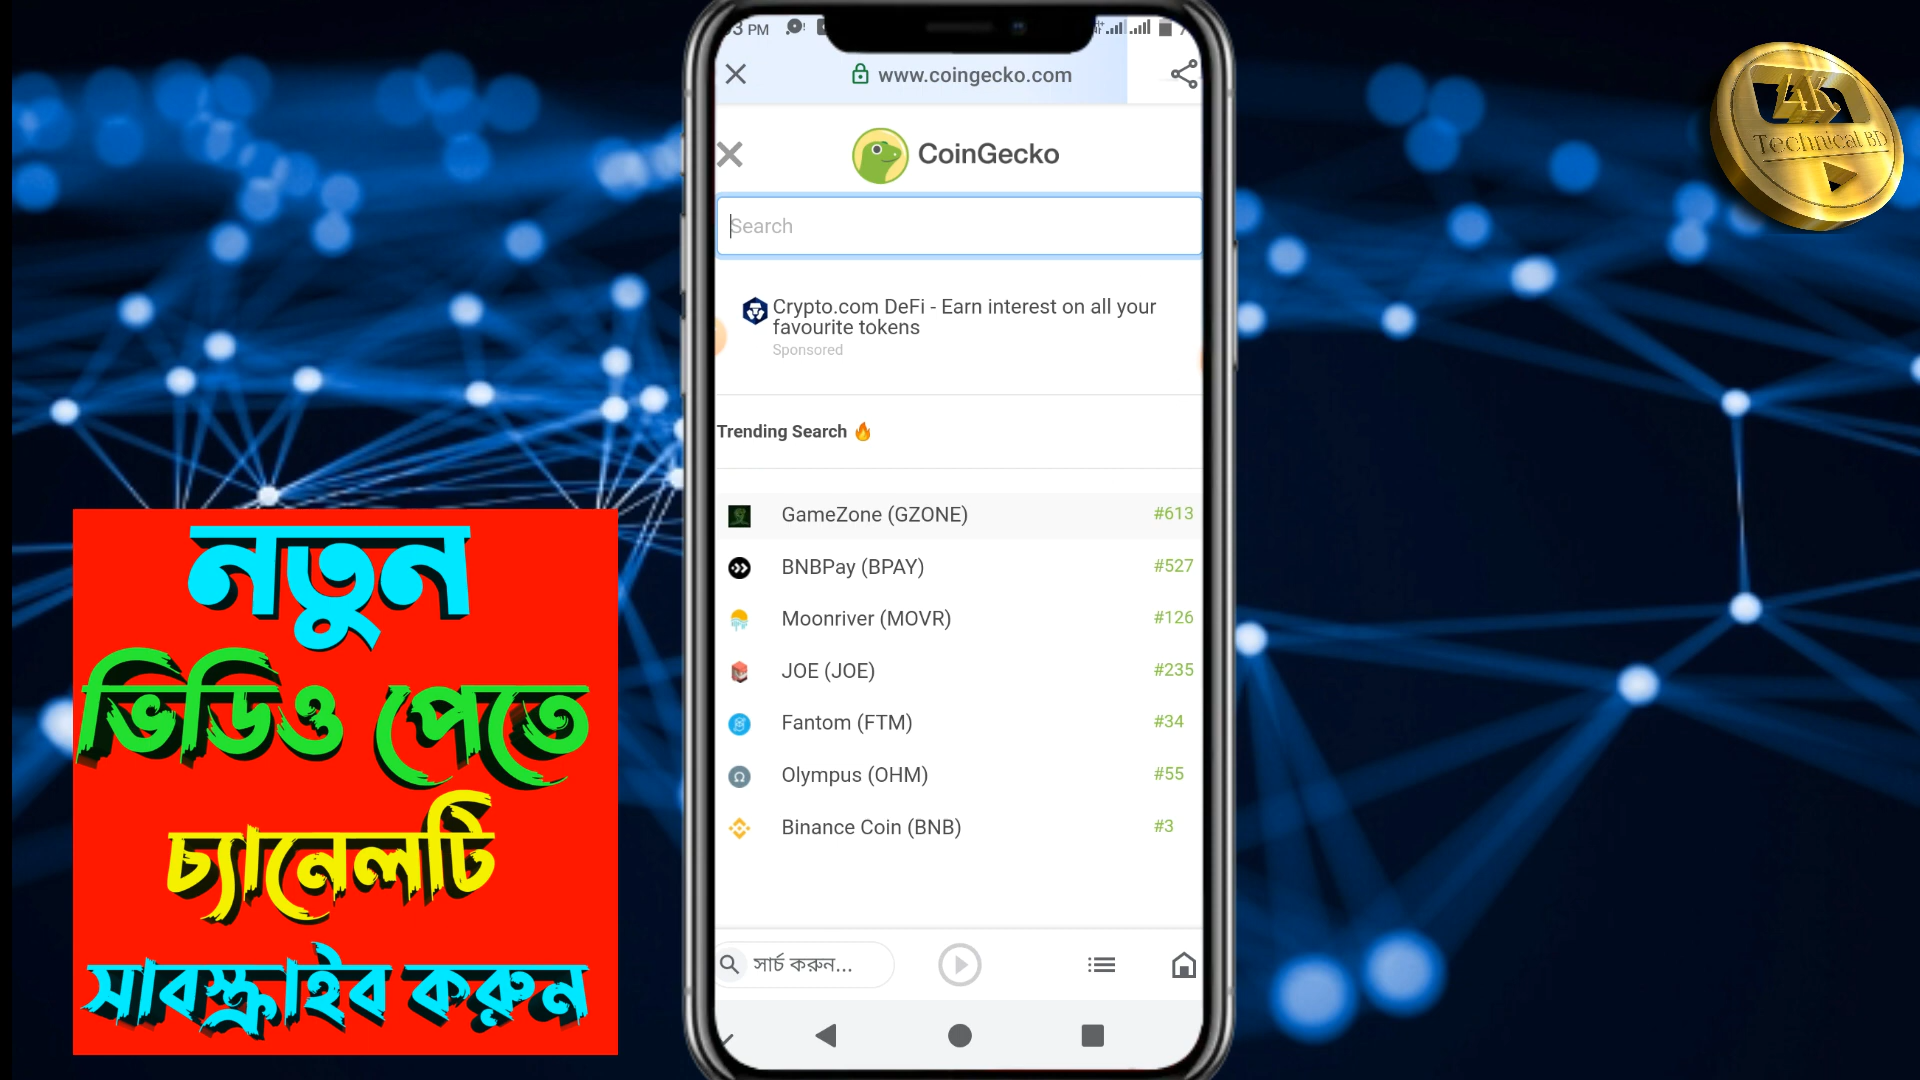 PM
www.coingecko.com
CoinGecko
Search
Crypto.com DeFi - Earn interest on all your
favourite tokens
Sponsored
Trending Search 🔥
GameZone (GZONE) #613
BNBPay (BPAY) #527
Moonriver (MOVR) #126
JOE (JOE) #235
Fantom (FTM) #34
Olympus (OHM) #55
Binance Coin (BNB) #3
সার্চ করুন...
নতুন
ভিডিও পেতে
চ্যানেলটি
সাবস্ক্রাইব করুন
4K
Technical BD